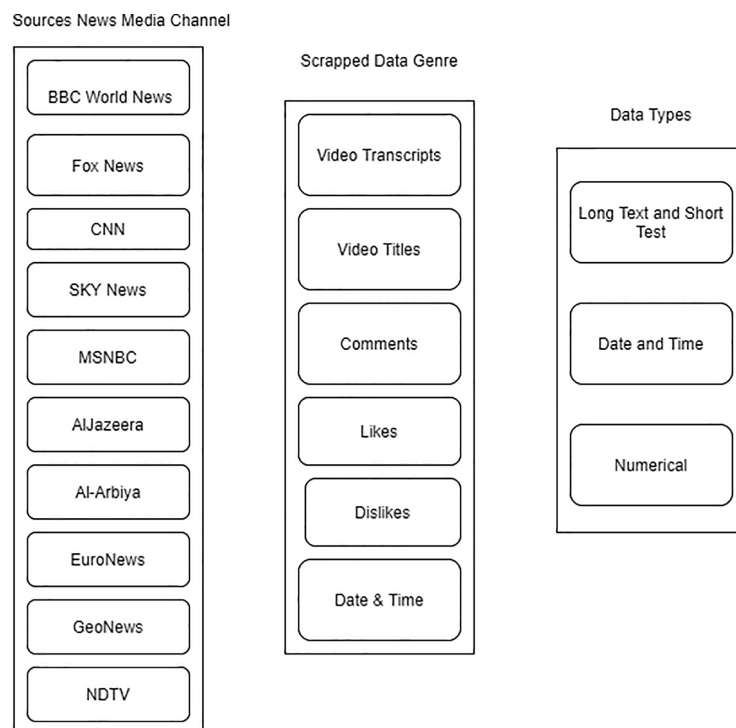 Sources News Media Channel
BBC World News
Fox News
CNN
SKY News
MSNBC
AlJazeera
Al-Arbiya
EuroNews
GeoNews
NDTV
Scrapped Data Genre
Video Transcripts
Video Titles
Comments
Likes
Dislikes
Date & Time
Data Types
Long Text and Short
Test
Date and Time
Numerical